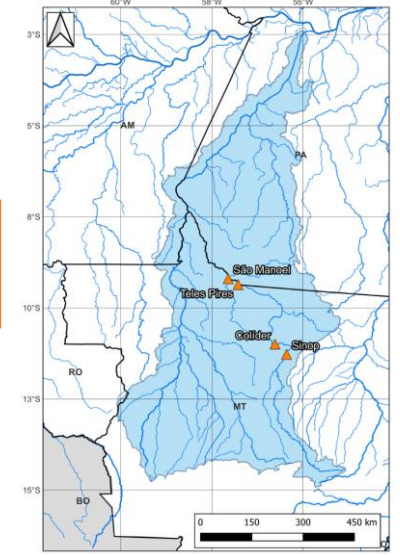 60°W 58°W 55°W
3°S
AM
5°S
PA
8°S
São Manoel
Teles Pires
10°S
Colíder
Sinop
RO
13°S
MT
15°S
BO
0 150 300 450 km